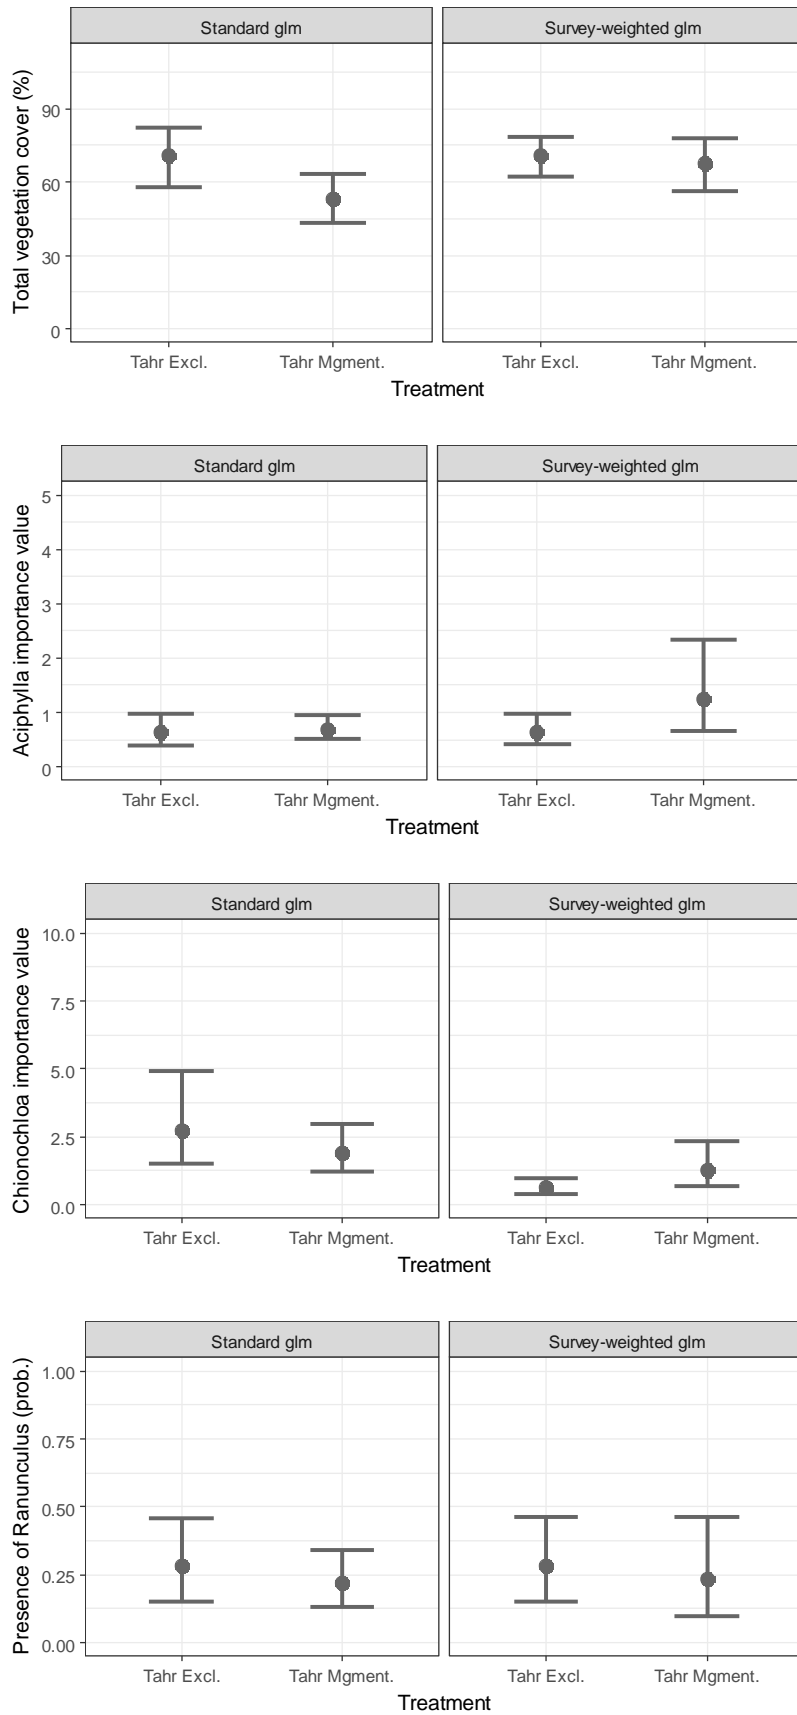 Standard glm
Survey-weighted glm
Total vegetation cover (%)
90
60
30
0
Tahr Excl.
Tahr Mgment.
Tahr Excl.
Tahr Mgment.
Treatment
Standard glm
Survey-weighted glm
Aciphylla importance value
5
4
3
2
1
0
Tahr Excl.
Tahr Mgment.
Tahr Excl.
Tahr Mgment.
Treatment
Standard glm
Survey-weighted glm
Chionochloa importance value
10.0
7.5
5.0
2.5
0.0
Tahr Excl.
Tahr Mgment.
Tahr Excl.
Tahr Mgment.
Treatment
Standard glm
Survey-weighted glm
Presence of Ranunculus (prob.)
1.00
0.75
0.50
0.25
0.00
Tahr Excl.
Tahr Mgment.
Tahr Excl.
Tahr Mgment.
Treatment